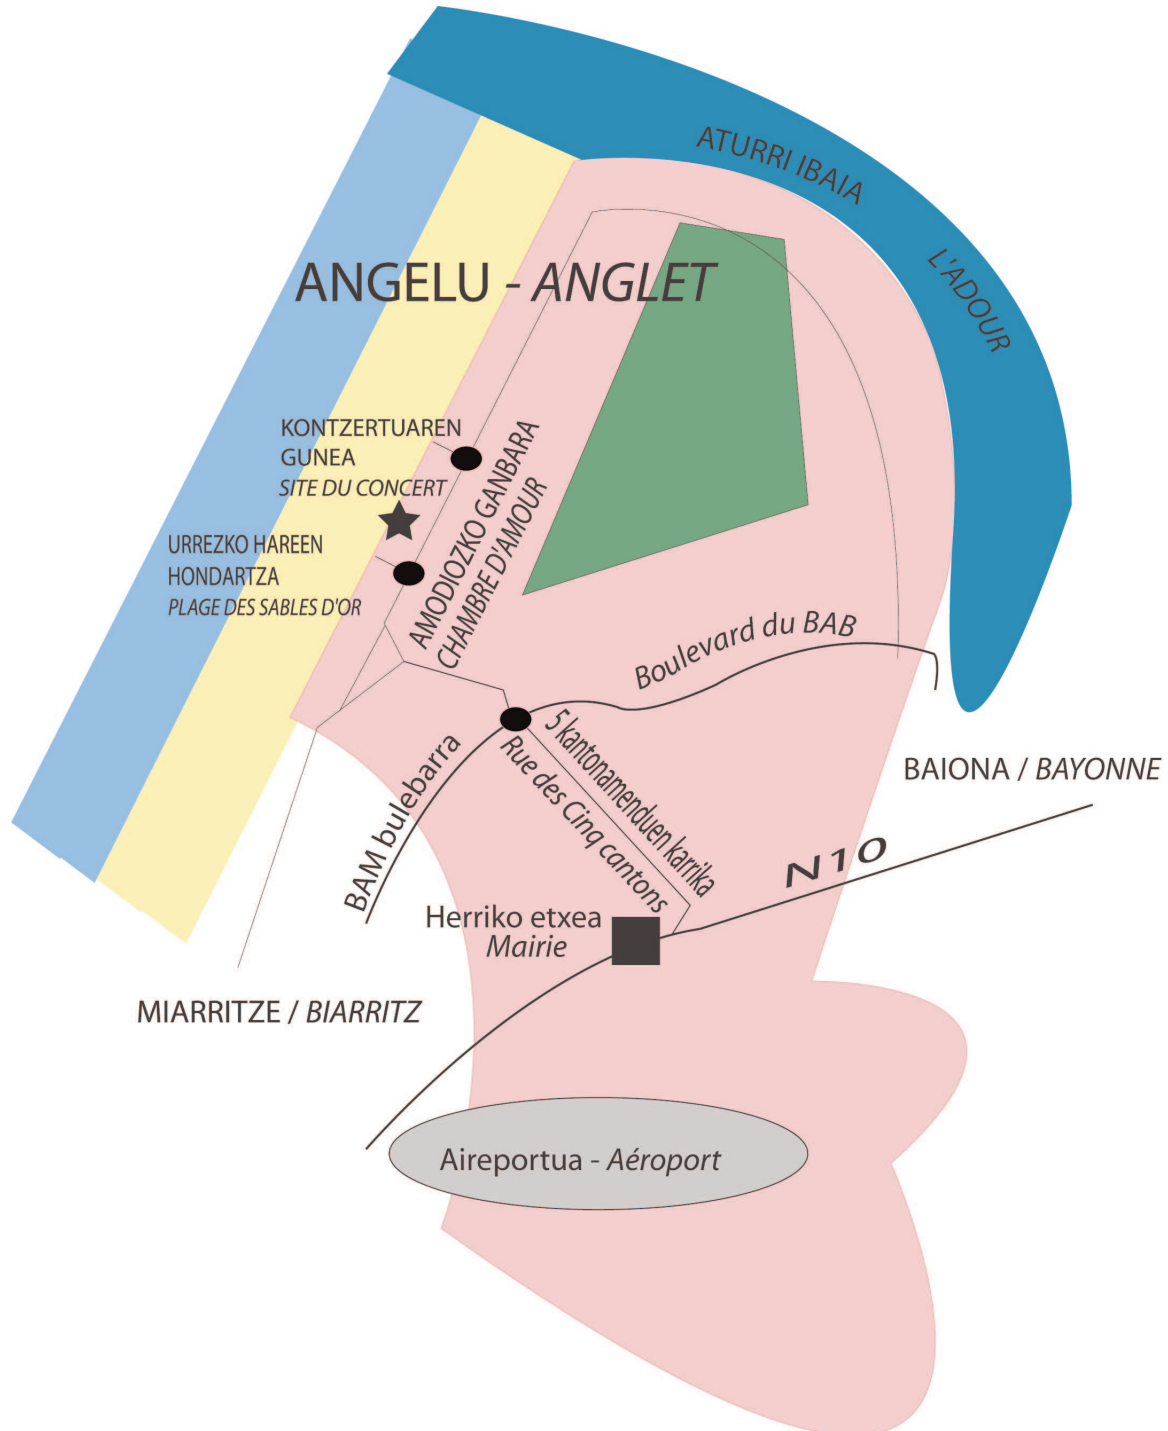 ATURRI IBAIA
L'ADOUR
ANGELU - ANGLET
KONTZERTUAREN
GUNEA
SITE DU CONCERT
URREZKO HAREEN
HONDARTZA
PLAGE DES SABLES D'OR
AMODIOZKO GANBARA
CHAMBRE D'AMOUR
Boulevard du BAB
BAM bulebarra
5 kantonamenduen karrika
Rue des Cinq cantons
BAIONA / BAYONNE
N10
Herriko etxea
Mairie
MIARRITZE / BIARRITZ
Aireportua - Aéroport